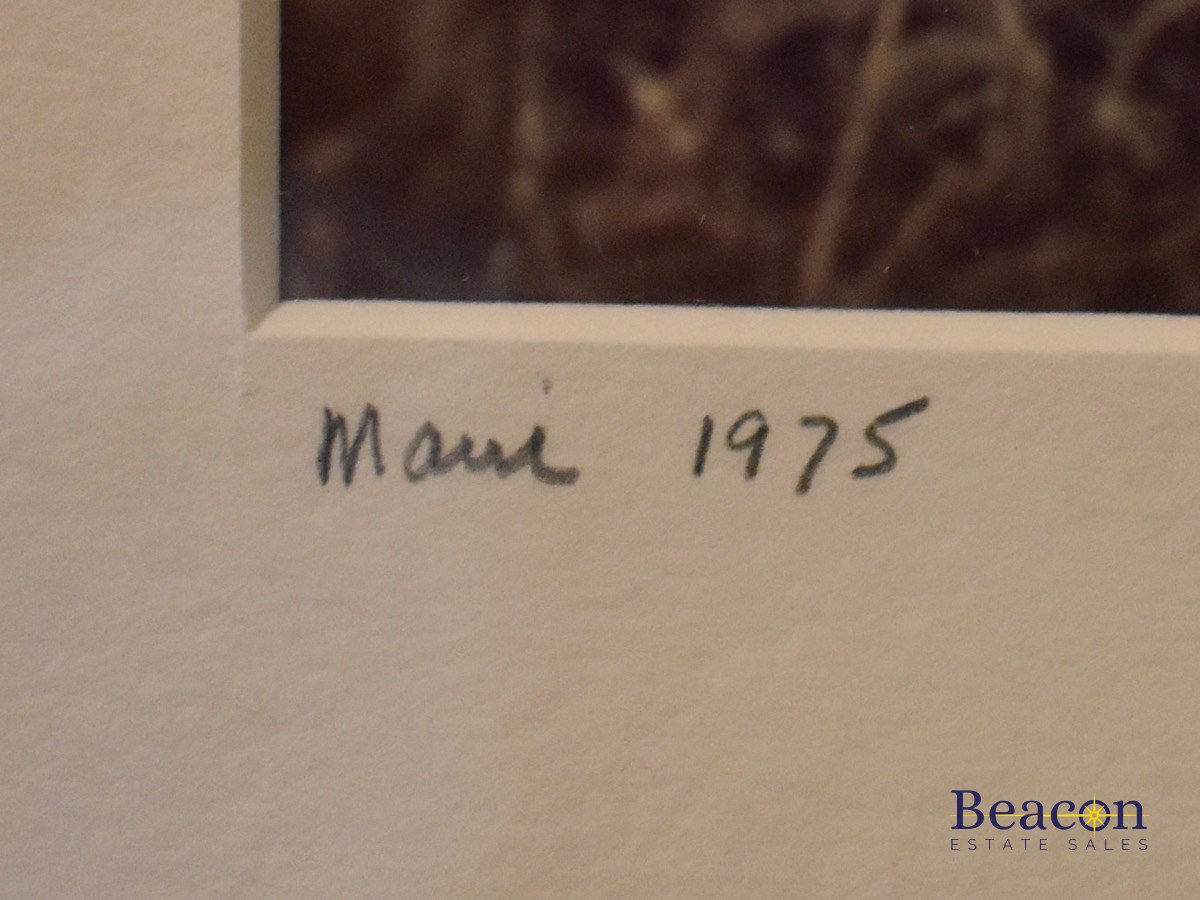 Maui 1975
Beacon
ESTATE SALES